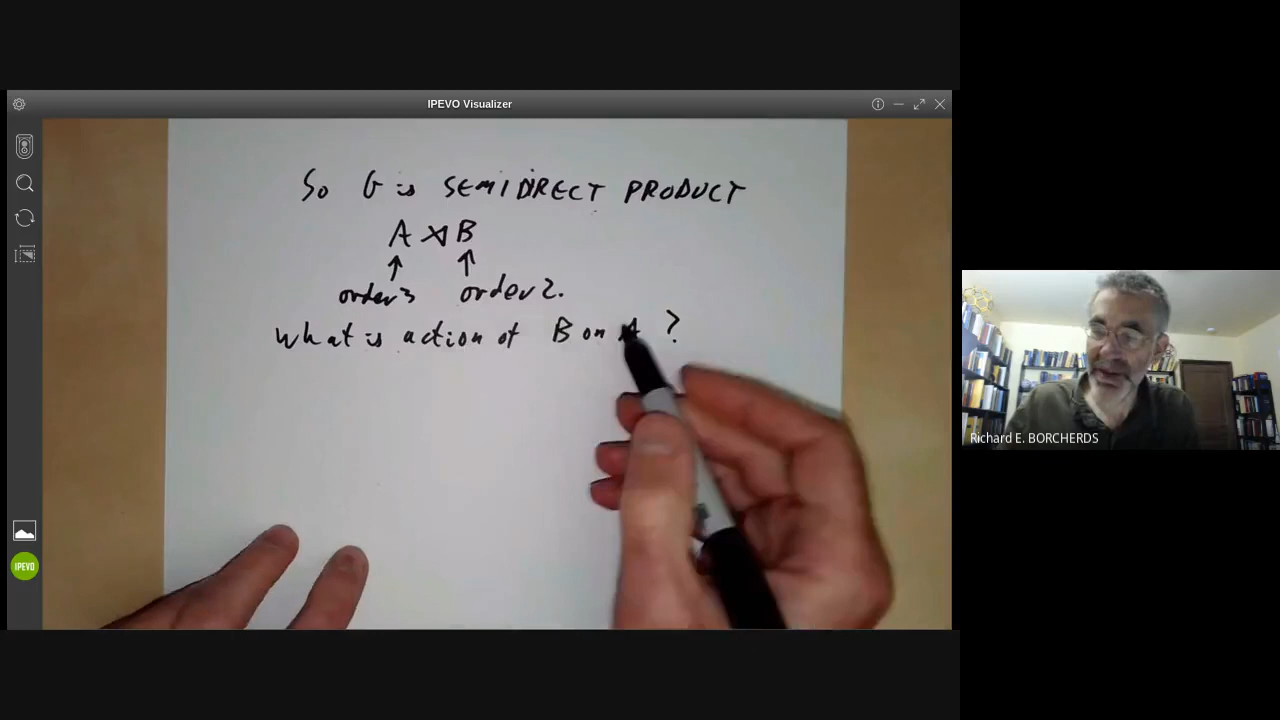 IPEVO Visualizer
So G is SEMIDIRECT PRODUCT
A ⋊ B
↑ ↑
order 3 order 2.
What is action of B on A ?
Richard E. BORCHERDS
IPEVO